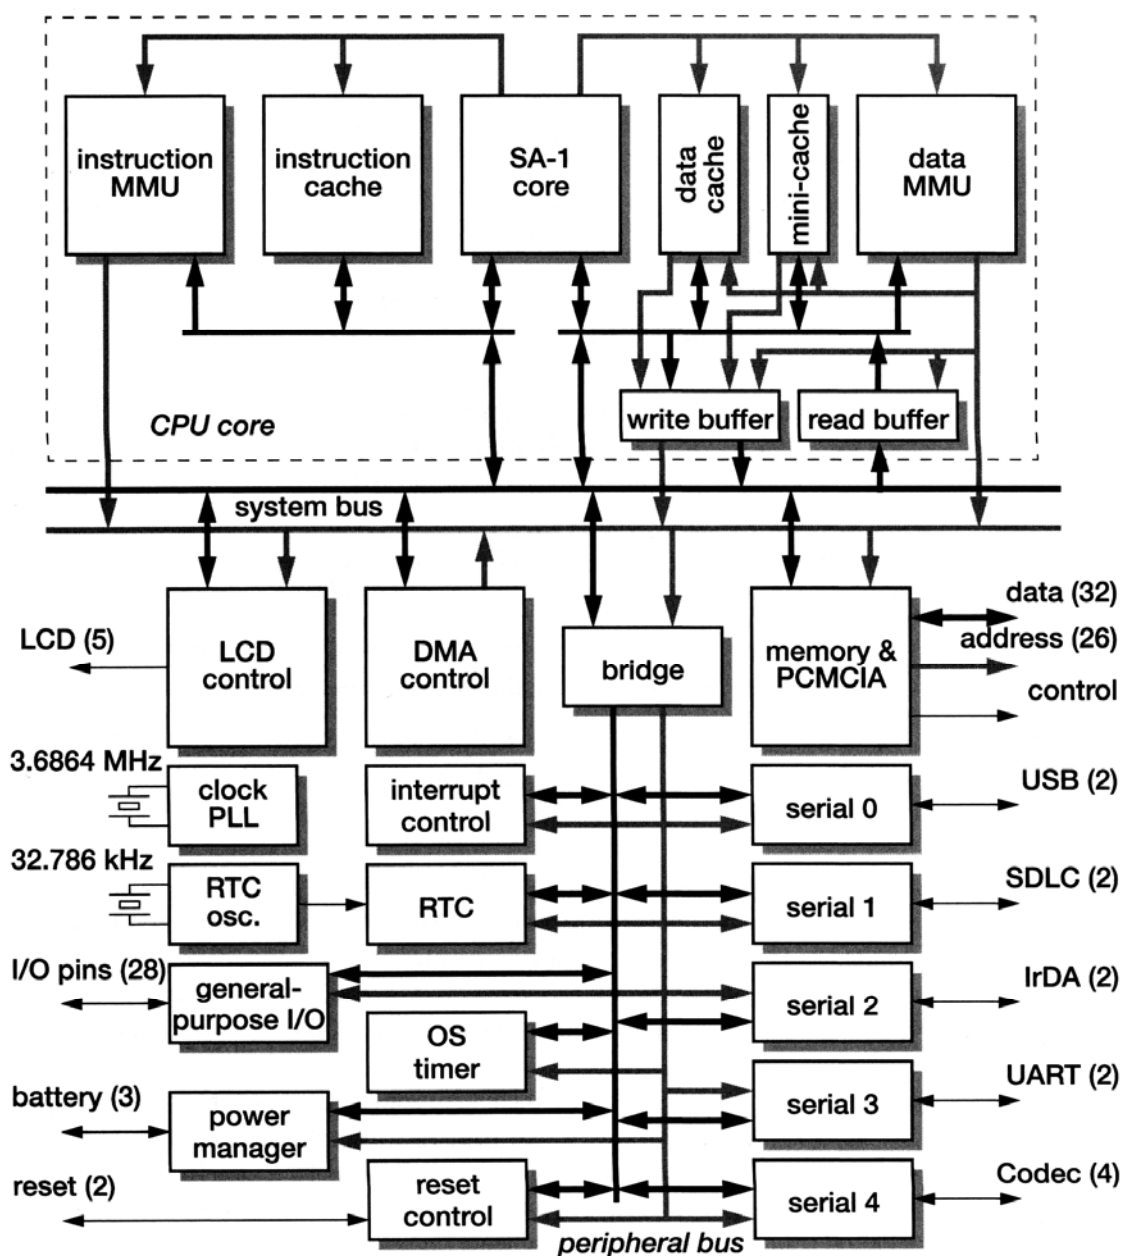 instruction
MMU
instruction
cache
SA-1
core
data
cache
mini-cache
data
MMU
write buffer
read buffer
CPU core
system bus
LCD (5)
LCD
control
DMA
control
bridge
memory &
PCMCIA
data (32)
address (26)
control
3.6864 MHz
clock
PLL
interrupt
control
serial 0
USB (2)
32.786 kHz
RTC
osc.
RTC
serial 1
SDLC (2)
I/O pins (28)
general-
purpose I/O
serial 2
IrDA (2)
OS
timer
battery (3)
power
manager
serial 3
UART (2)
reset (2)
reset
control
serial 4
Codec (4)
peripheral bus